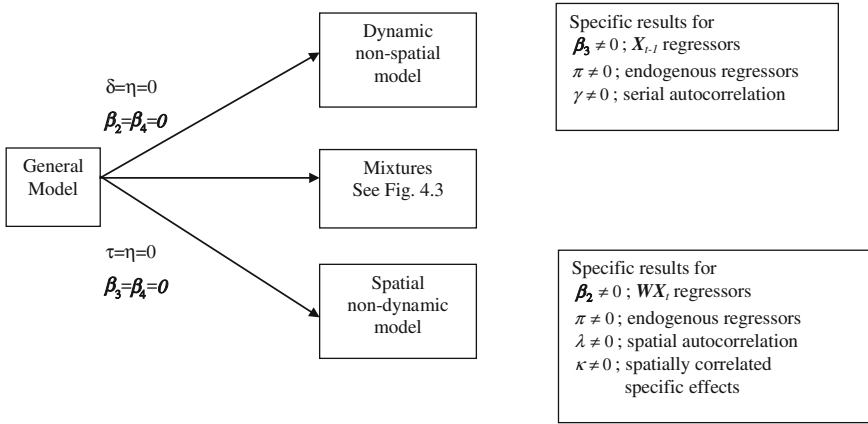 General
Model
δ=η=0
β₂=β₄=0
Dynamic
non-spatial
model
Specific results for
β₃ ≠ 0 ; Xₜ₋₁ regressors
π ≠ 0 ; endogenous regressors
γ ≠ 0 ; serial autocorrelation
Mixtures
See Fig. 4.3
τ=η=0
β₃=β₄=0
Spatial
non-dynamic
model
Specific results for
β₂ ≠ 0 ; WXₜ regressors
π ≠ 0 ; endogenous regressors
λ ≠ 0 ; spatial autocorrelation
κ ≠ 0 ; spatially correlated
specific effects